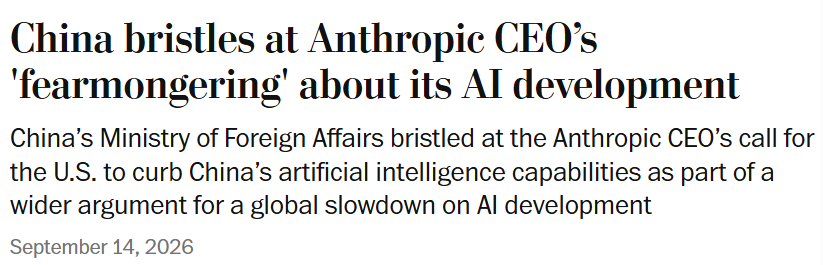 China bristles at Anthropic CEO’s
'fearmongering' about its AI development
China’s Ministry of Foreign Affairs bristled at the Anthropic CEO’s call for
the U.S. to curb China’s artificial intelligence capabilities as part of a
wider argument for a global slowdown on AI development
September 14, 2026